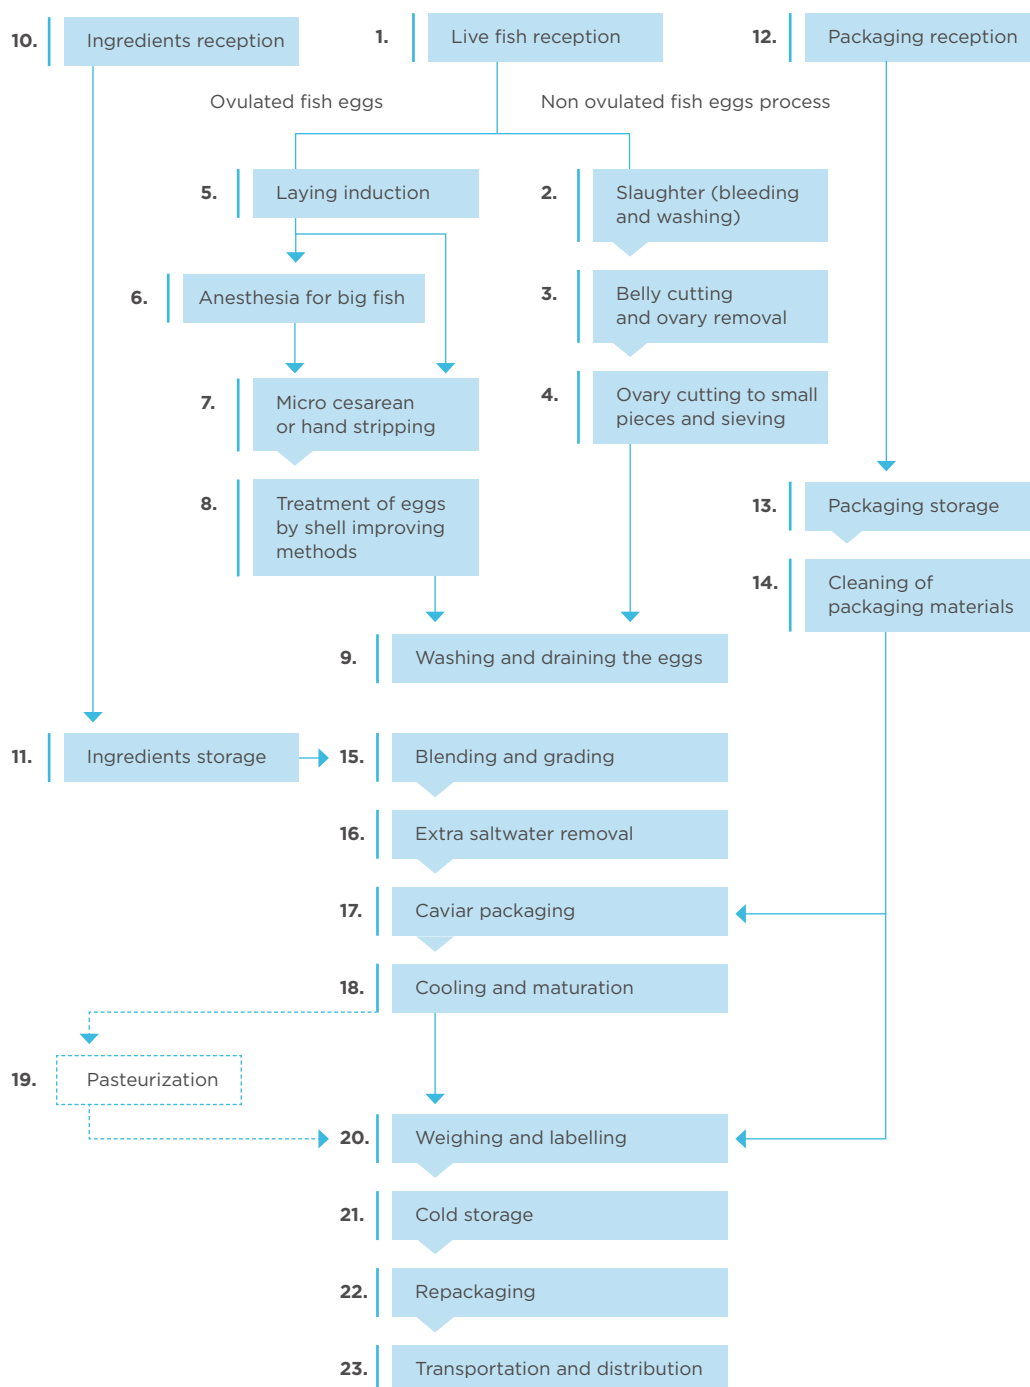 10. Ingredients reception
1. Live fish reception
12. Packaging reception
Ovulated fish eggs
Non ovulated fish eggs process
5. Laying induction
2. Slaughter (bleeding
and washing)
6. Anesthesia for big fish
3. Belly cutting
and ovary removal
7. Micro cesarean
or hand stripping
4. Ovary cutting to small
pieces and sieving
8. Treatment of eggs
by shell improving
methods
13. Packaging storage
14. Cleaning of
packaging materials
9. Washing and draining the eggs
11. Ingredients storage
15. Blending and grading
16. Extra saltwater removal
17. Caviar packaging
18. Cooling and maturation
19. Pasteurization
20. Weighing and labelling
21. Cold storage
22. Repackaging
23. Transportation and distribution